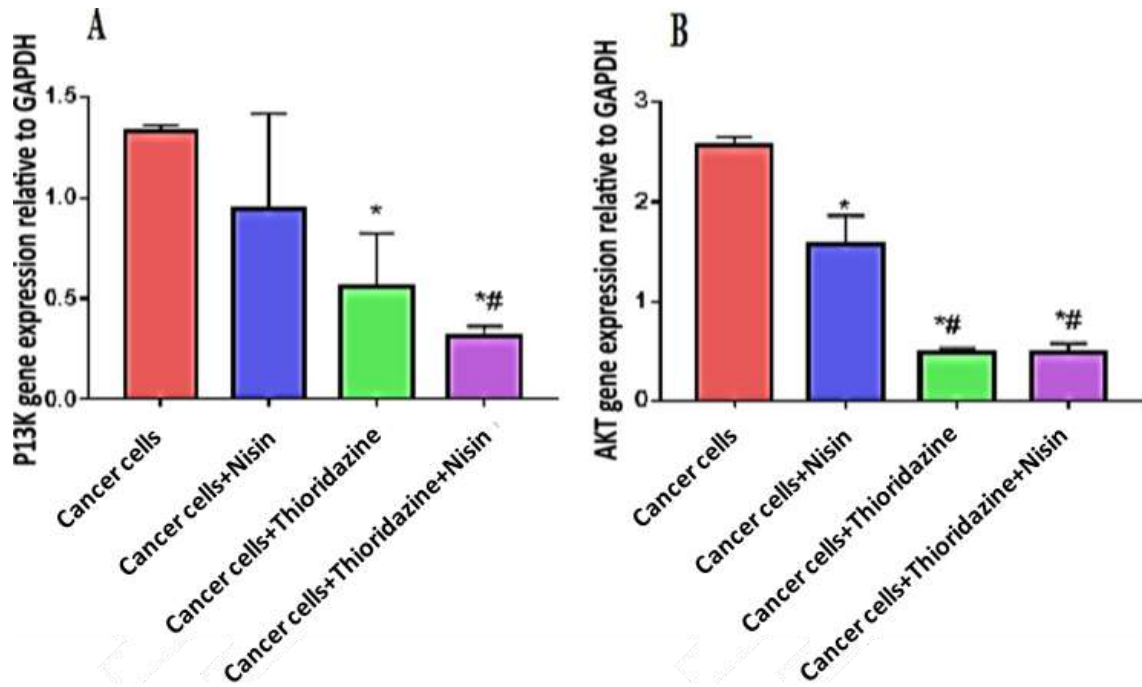 A
P13K gene expression relative to GAPDH
1.5
1.0
0.5
0.0
*
*#
Cancer cells
Cancer cells+Nisin
Cancer cells+Thioridazine
Cancer cells+Thioridazine+Nisin
B
AKT gene expression relative to GAPDH
3
2
1
0
*
*#
*#
Cancer cells
Cancer cells+Nisin
Cancer cells+Thioridazine
Cancer cells+Thioridazine+Nisin